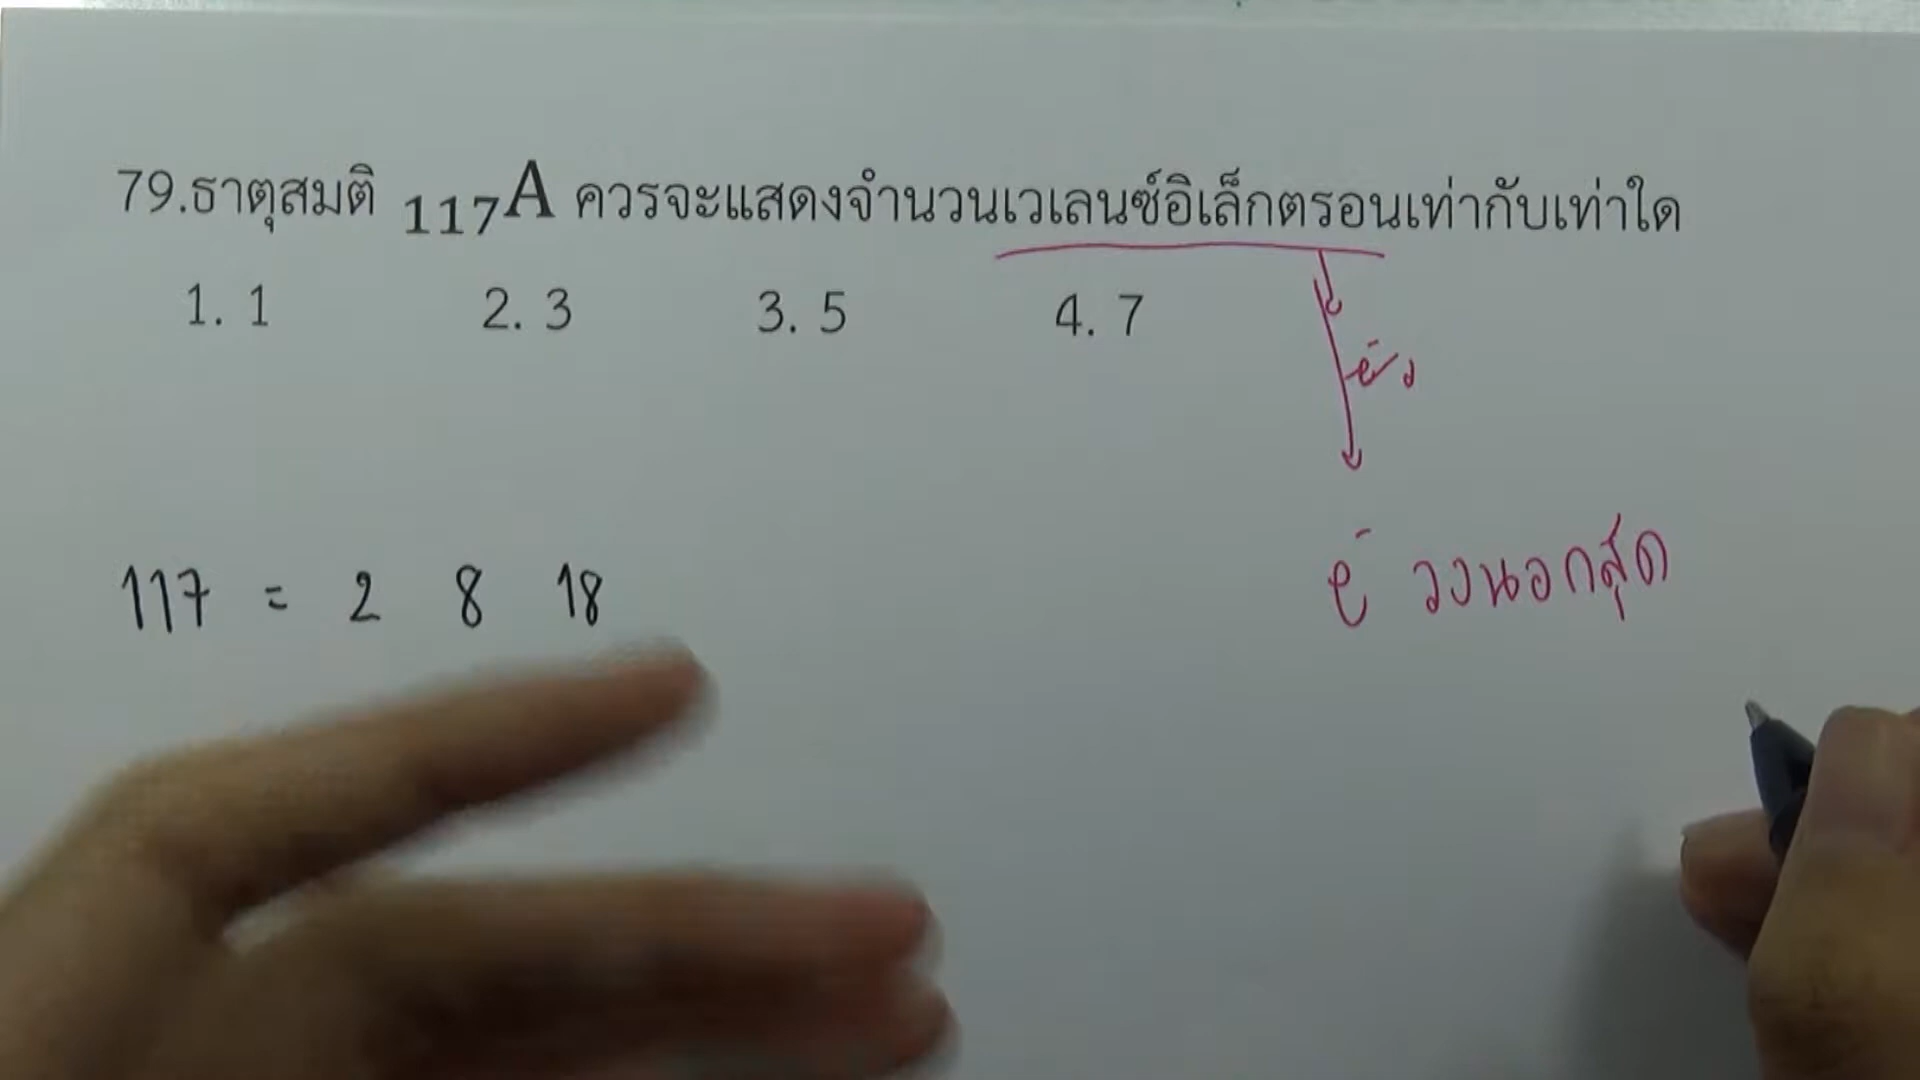 79.ธาตุสมติ ₁₁₇A ควรจะแสดงจำนวนเวเลนซ์อิเล็กตรอนเท่ากับเท่าใด
1. 1 2. 3 3. 5 4. 7
117 = 2 8 18
e⁻ วงนอกสุด